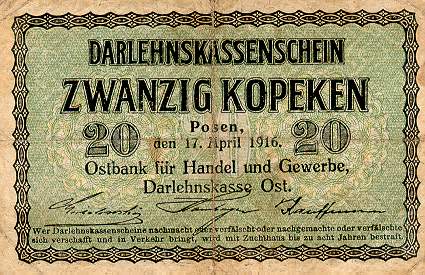 DARLEHNSKASSENSCHEIN
ZWANZIG KOPEKEN
20 Posen, 20
den 17. April 1916.
Ostbank für Handel und Gewerbe,
Darlehnskasse Ost.
Wer Darlehnskassenscheine nachmacht oder verfälscht oder nachgemachte oder verfälschte
sich verschafft und in Verkehr bringt, wird mit Zuchthaus bis zu acht Jahren bestraft.